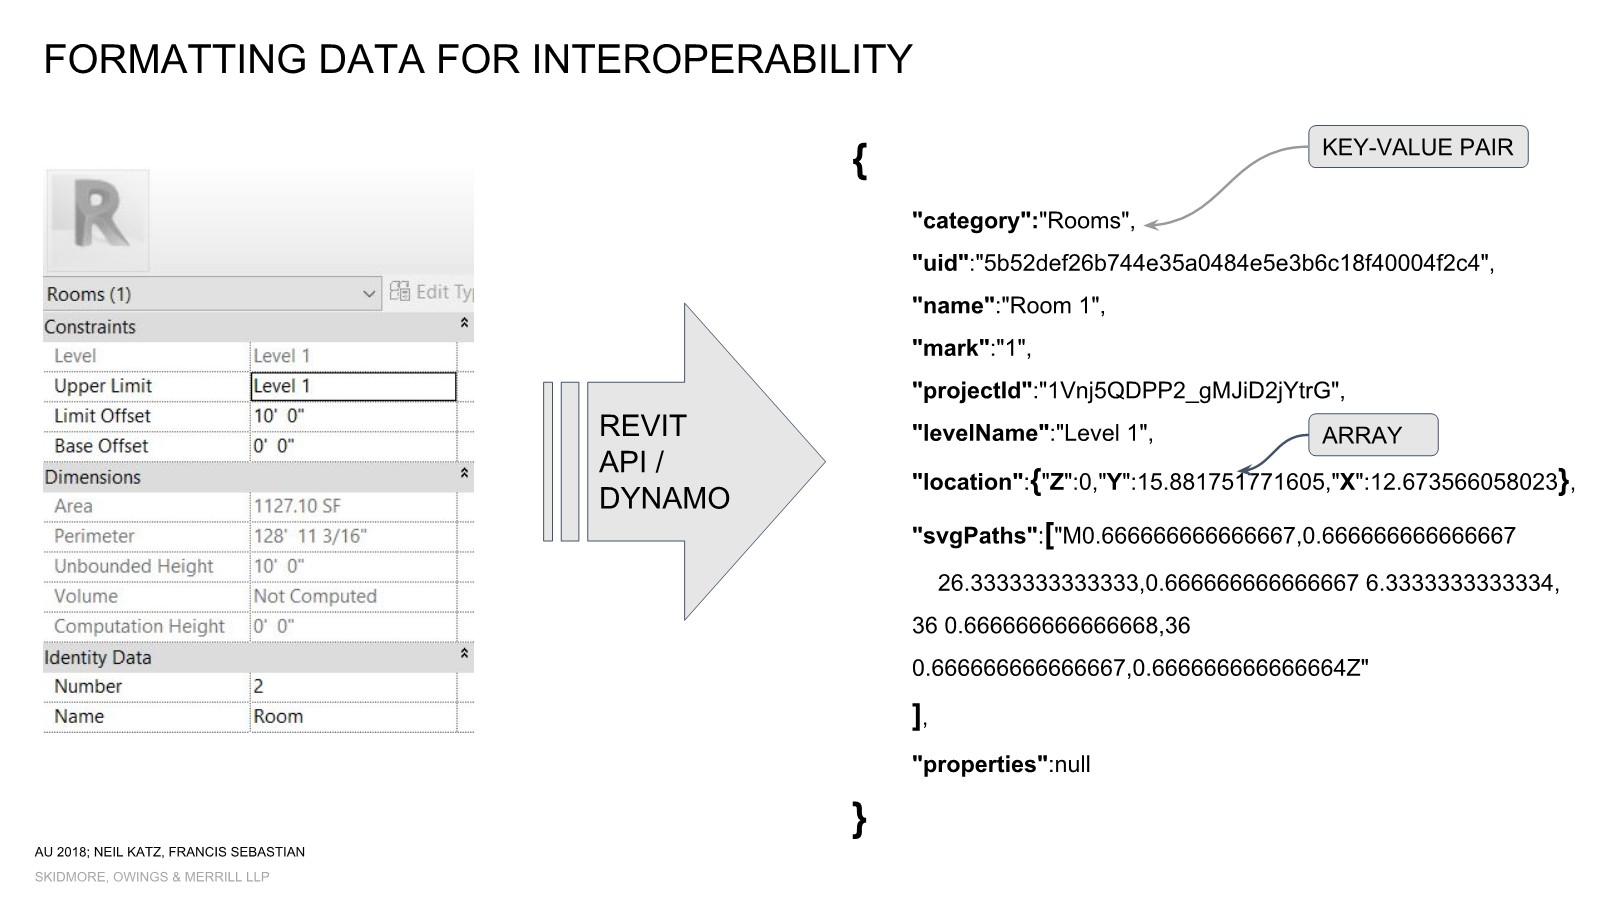 FORMATTING DATA FOR INTEROPERABILITY
R
Rooms (1)
Edit Ty
Constraints
Level Level 1
Upper Limit Level 1
Limit Offset 10' 0"
Base Offset 0' 0"
Dimensions
Area 1127.10 SF
Perimeter 128' 11 3/16"
Unbounded Height 10' 0"
Volume Not Computed
Computation Height 0' 0"
Identity Data
Number 2
Name Room
REVIT
API /
DYNAMO
KEY-VALUE PAIR
{
"category":"Rooms",
"uid":"5b52def26b744e35a0484e5e3b6c18f40004f2c4",
"name":"Room 1",
"mark":"1",
"projectId":"1Vnj5QDPP2_gMJiD2jYtrG",
"levelName":"Level 1",
ARRAY
"location":{"Z":0,"Y":15.881751771605,"X":12.673566058023},
"svgPaths":["M0.666666666666667,0.666666666666667
26.3333333333333,0.666666666666667 6.3333333333334,
36 0.666666666666668,36
0.666666666666667,0.666666666666664Z"
],
"properties":null
}
AU 2018; NEIL KATZ, FRANCIS SEBASTIAN
SKIDMORE, OWINGS & MERRILL LLP